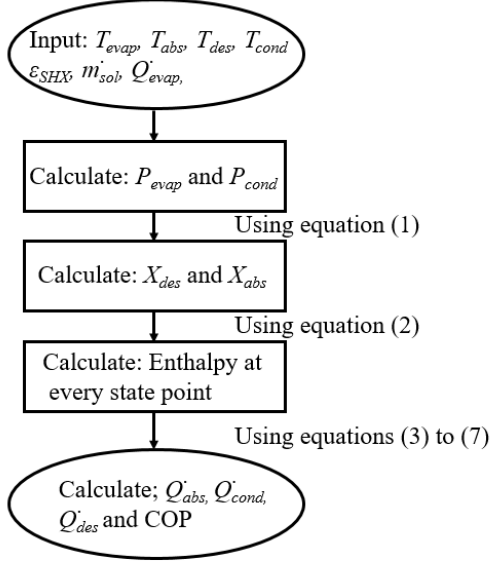 Input: T_evap, T_abs, T_des, T_cond
ε_SHX, ṁ_sol, Q̇_evap,
Calculate: P_evap and P_cond
Using equation (1)
Calculate: X_des and X_abs
Using equation (2)
Calculate: Enthalpy at
every state point
Using equations (3) to (7)
Calculate; Q̇_abs, Q̇_cond,
Q̇_des and COP